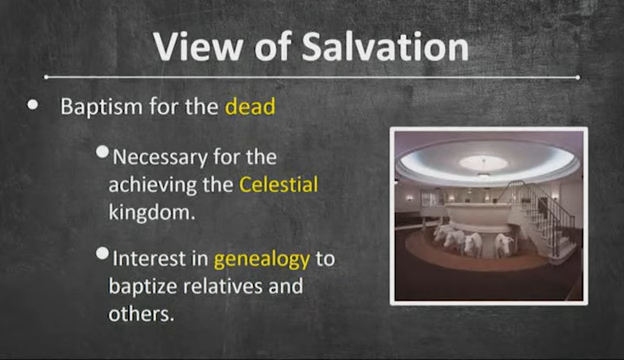 View of Salvation
Baptism for the dead
Necessary for the
achieving the Celestial
kingdom.
Interest in genealogy to
baptize relatives and
others.